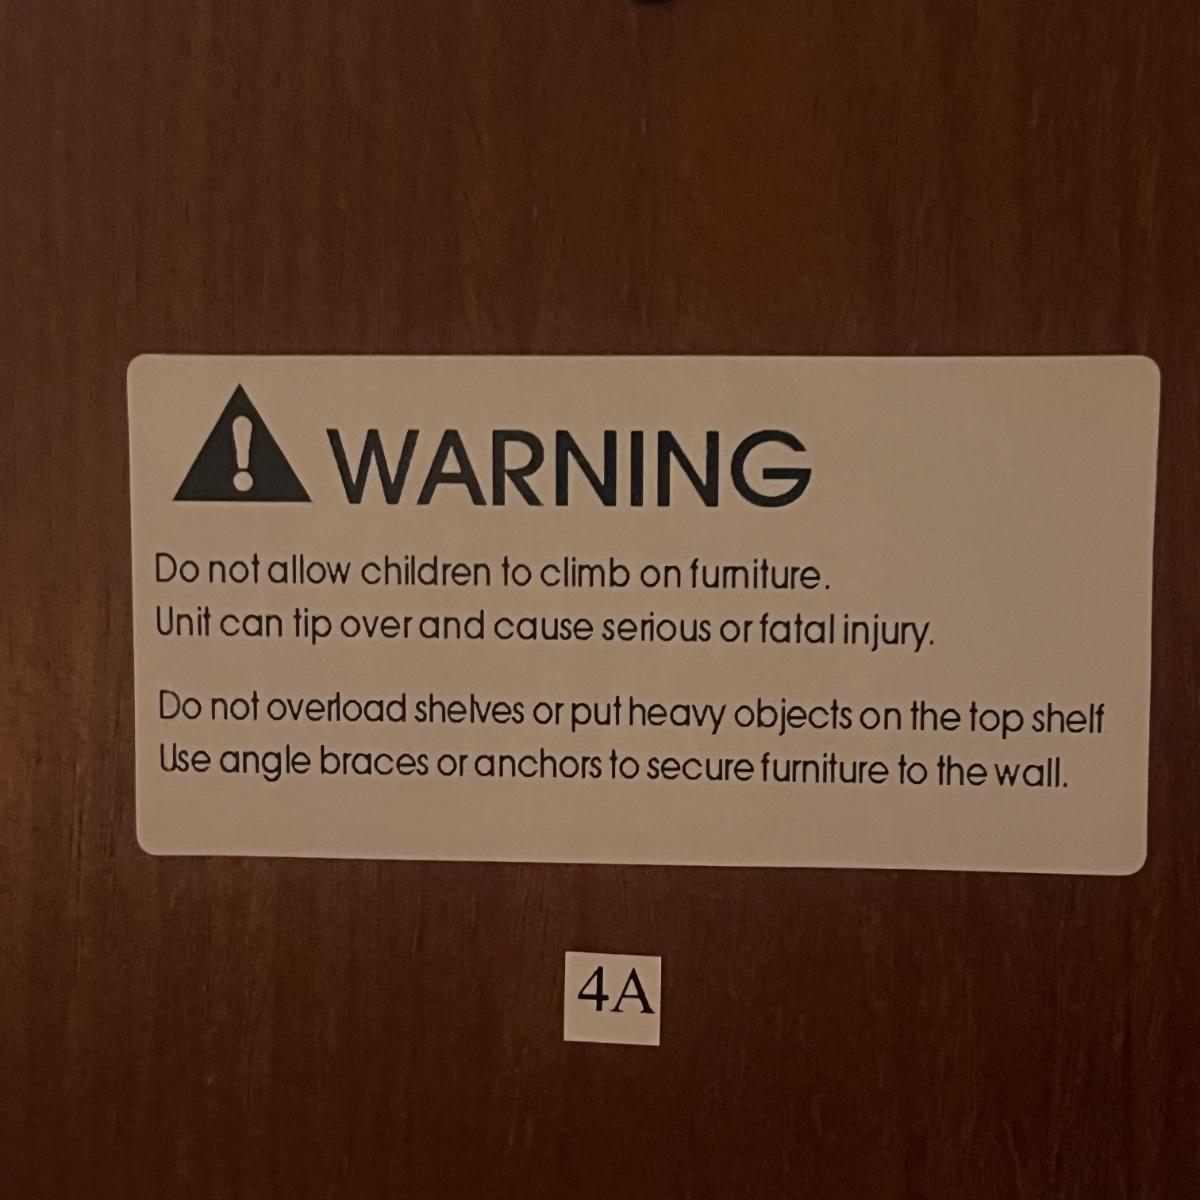 WARNING
Do not allow children to climb on furniture.
Unit can tip over and cause serious or fatal injury.
Do not overload shelves or put heavy objects on the top shelf
Use angle braces or anchors to secure furniture to the wall.
4A